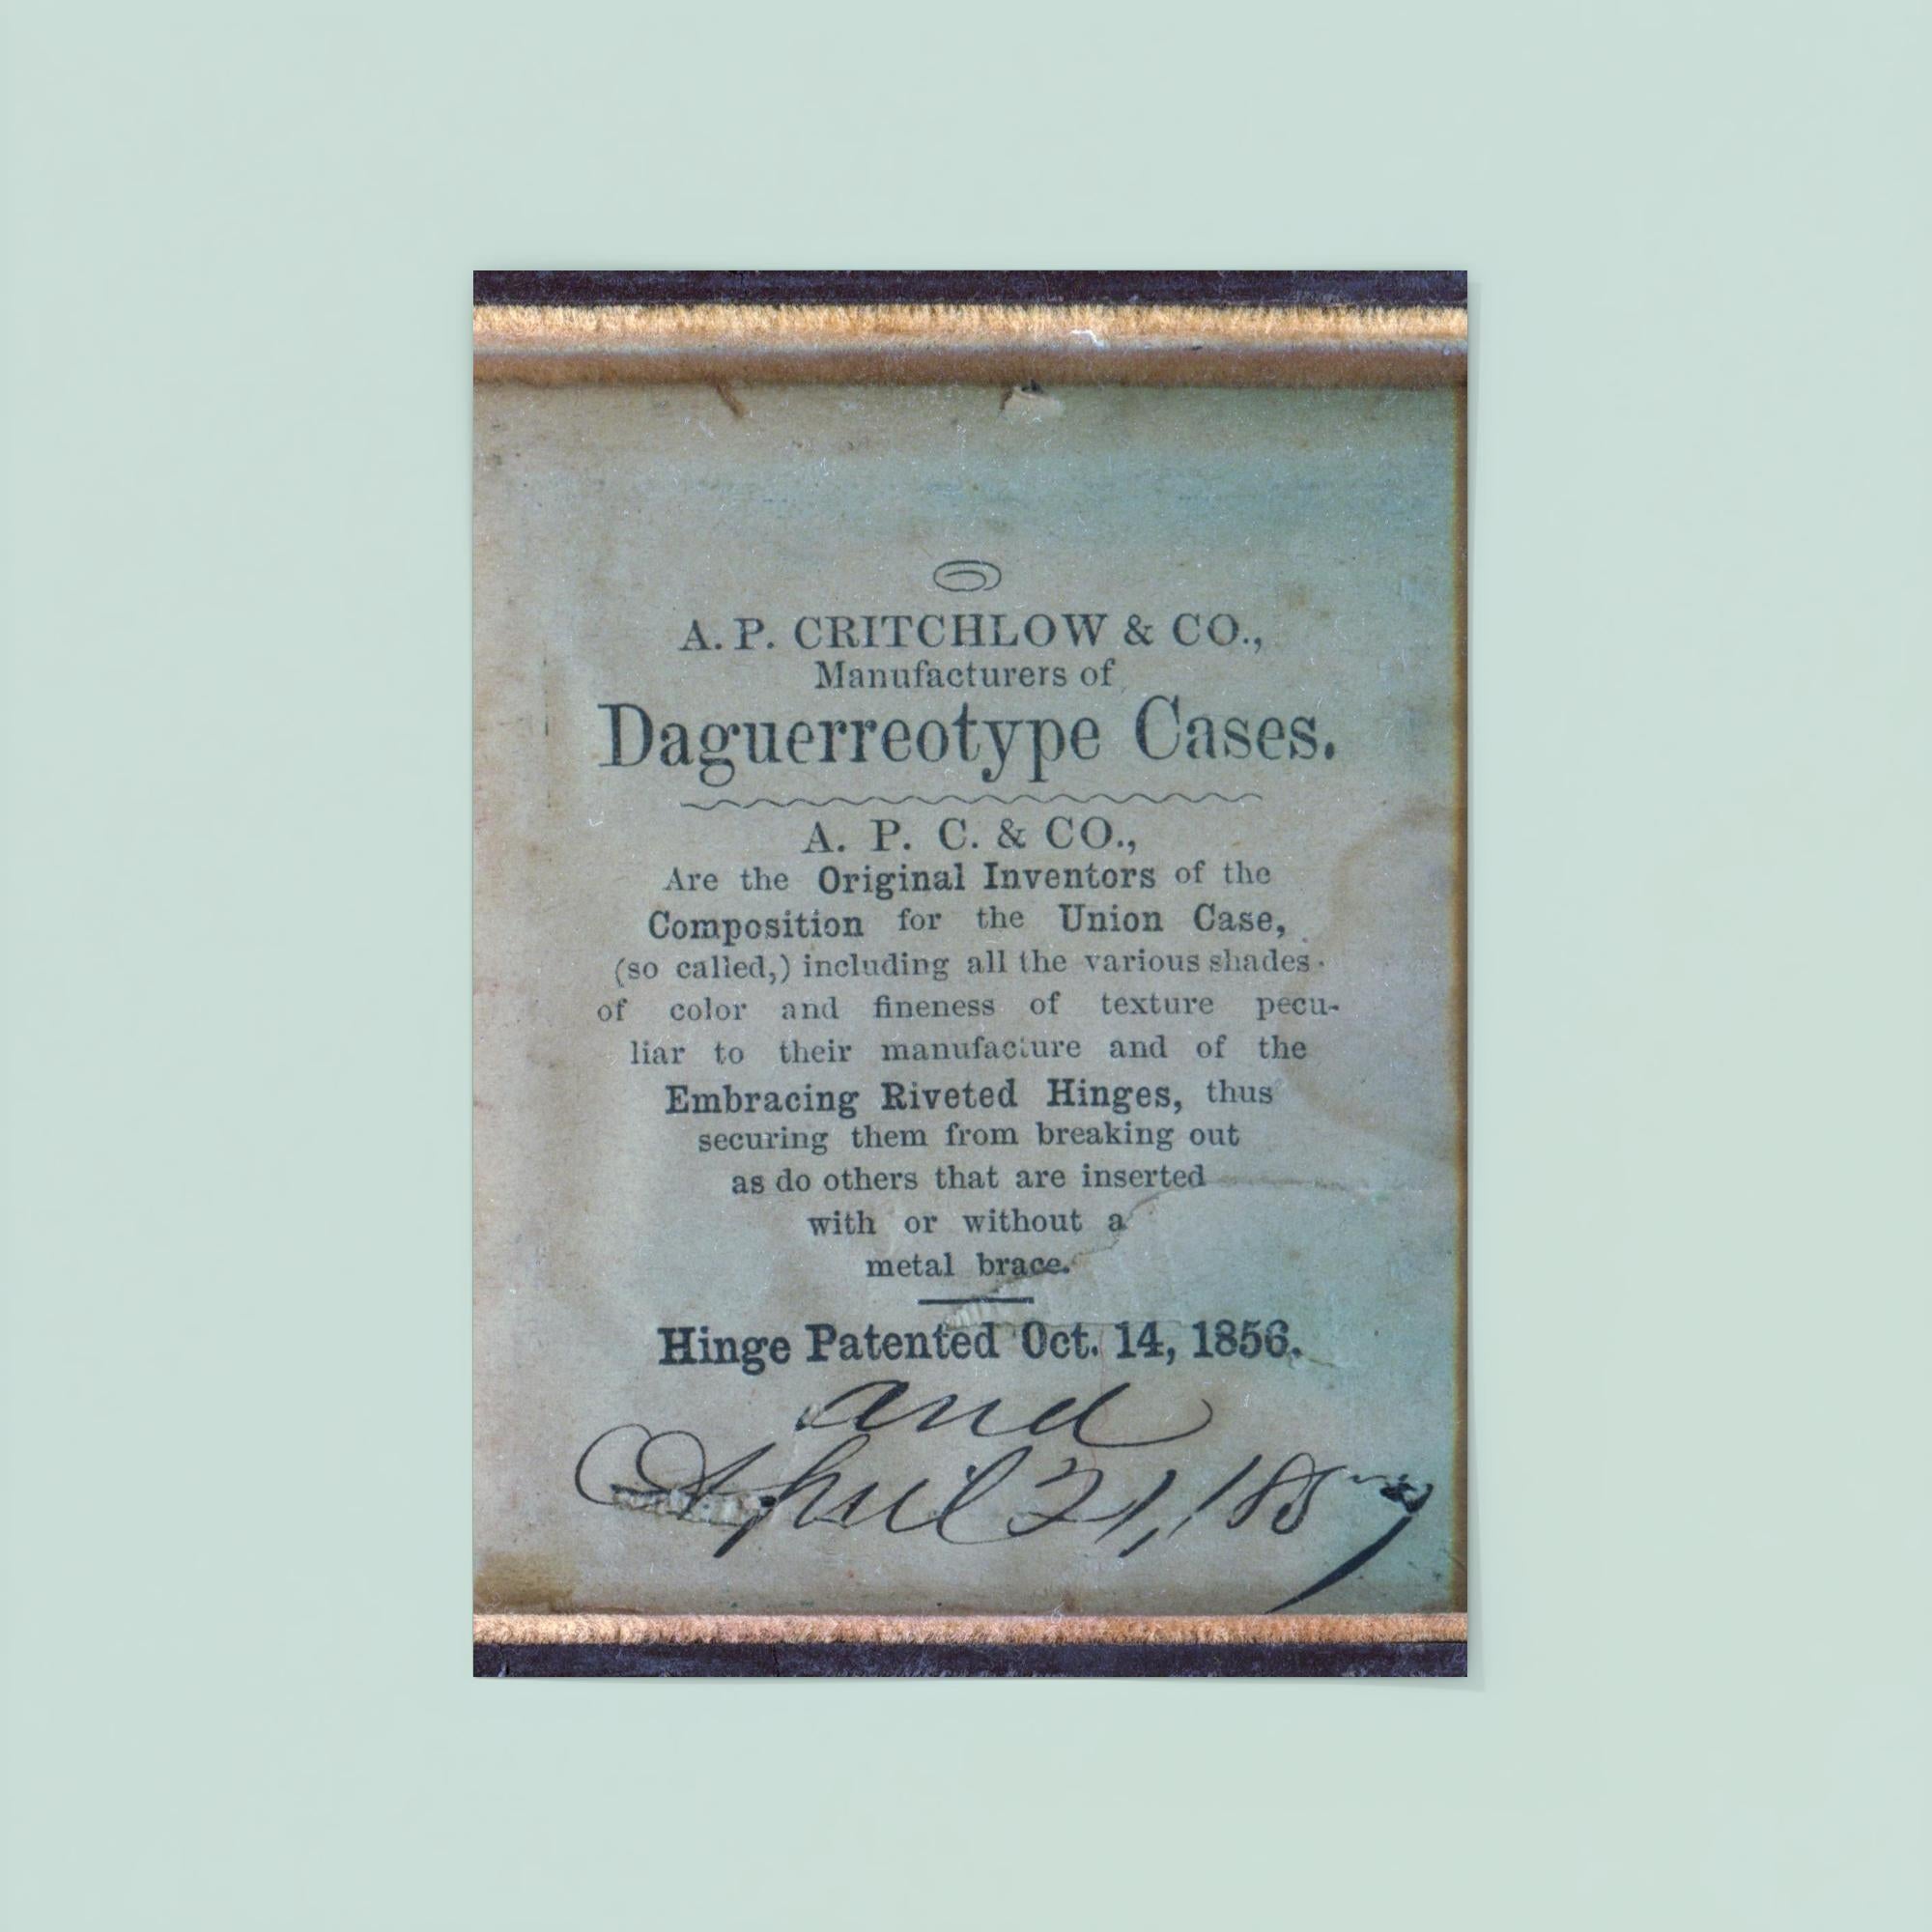 A. P. CRITCHLOW & CO.,
Manufacturers of
Daguerreotype Cases.
A. P. C. & CO.,
Are the Original Inventors of the
Composition for the Union Case,
(so called,) including all the various shades
of color and fineness of texture pecu-
liar to their manufacture and of the
Embracing Riveted Hinges, thus
securing them from breaking out
as do others that are inserted
with or without a
metal brace.
Hinge Patented Oct. 14, 1856.
and
April 21, 1857